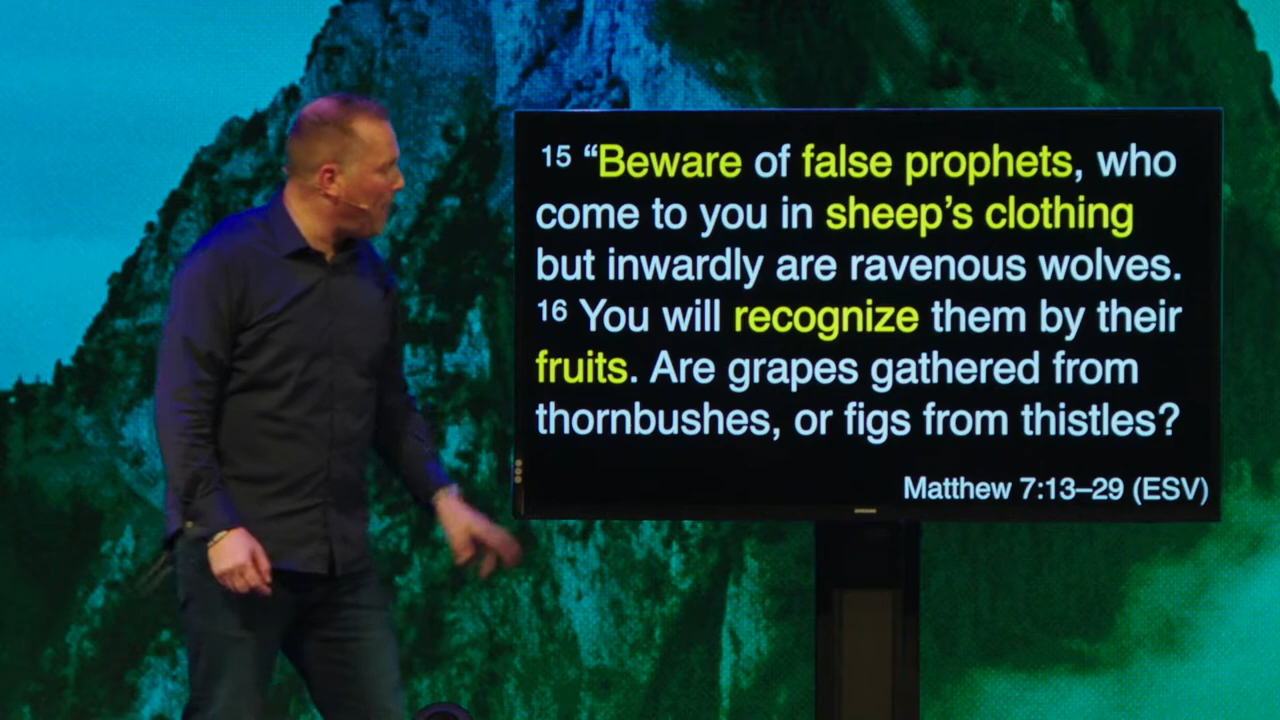 15 “Beware of false prophets, who
come to you in sheep’s clothing
but inwardly are ravenous wolves.
16 You will recognize them by their
fruits. Are grapes gathered from
thornbushes, or figs from thistles?
Matthew 7:13–29 (ESV)